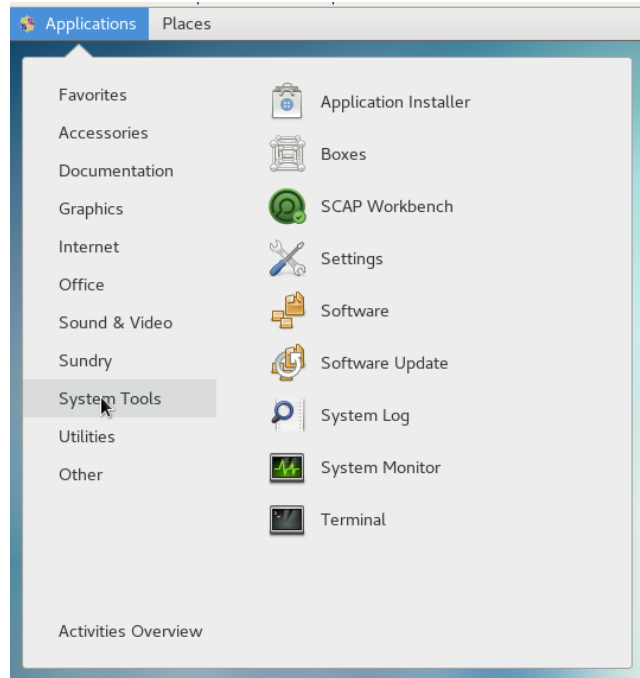 Applications Places
Favorites
Accessories
Documentation
Graphics
Internet
Office
Sound & Video
Sundry
System Tools
Utilities
Other
Activities Overview
Application Installer
Boxes
SCAP Workbench
Settings
Software
Software Update
System Log
System Monitor
Terminal